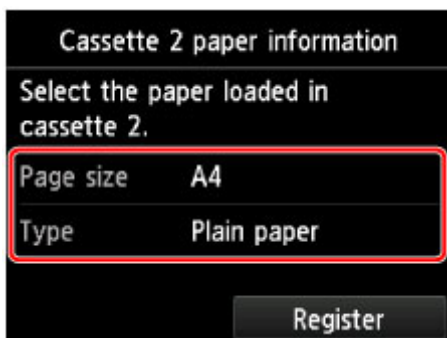 Cassette 2 paper information
Select the paper loaded in
cassette 2.
Page size A4
Type Plain paper
Register